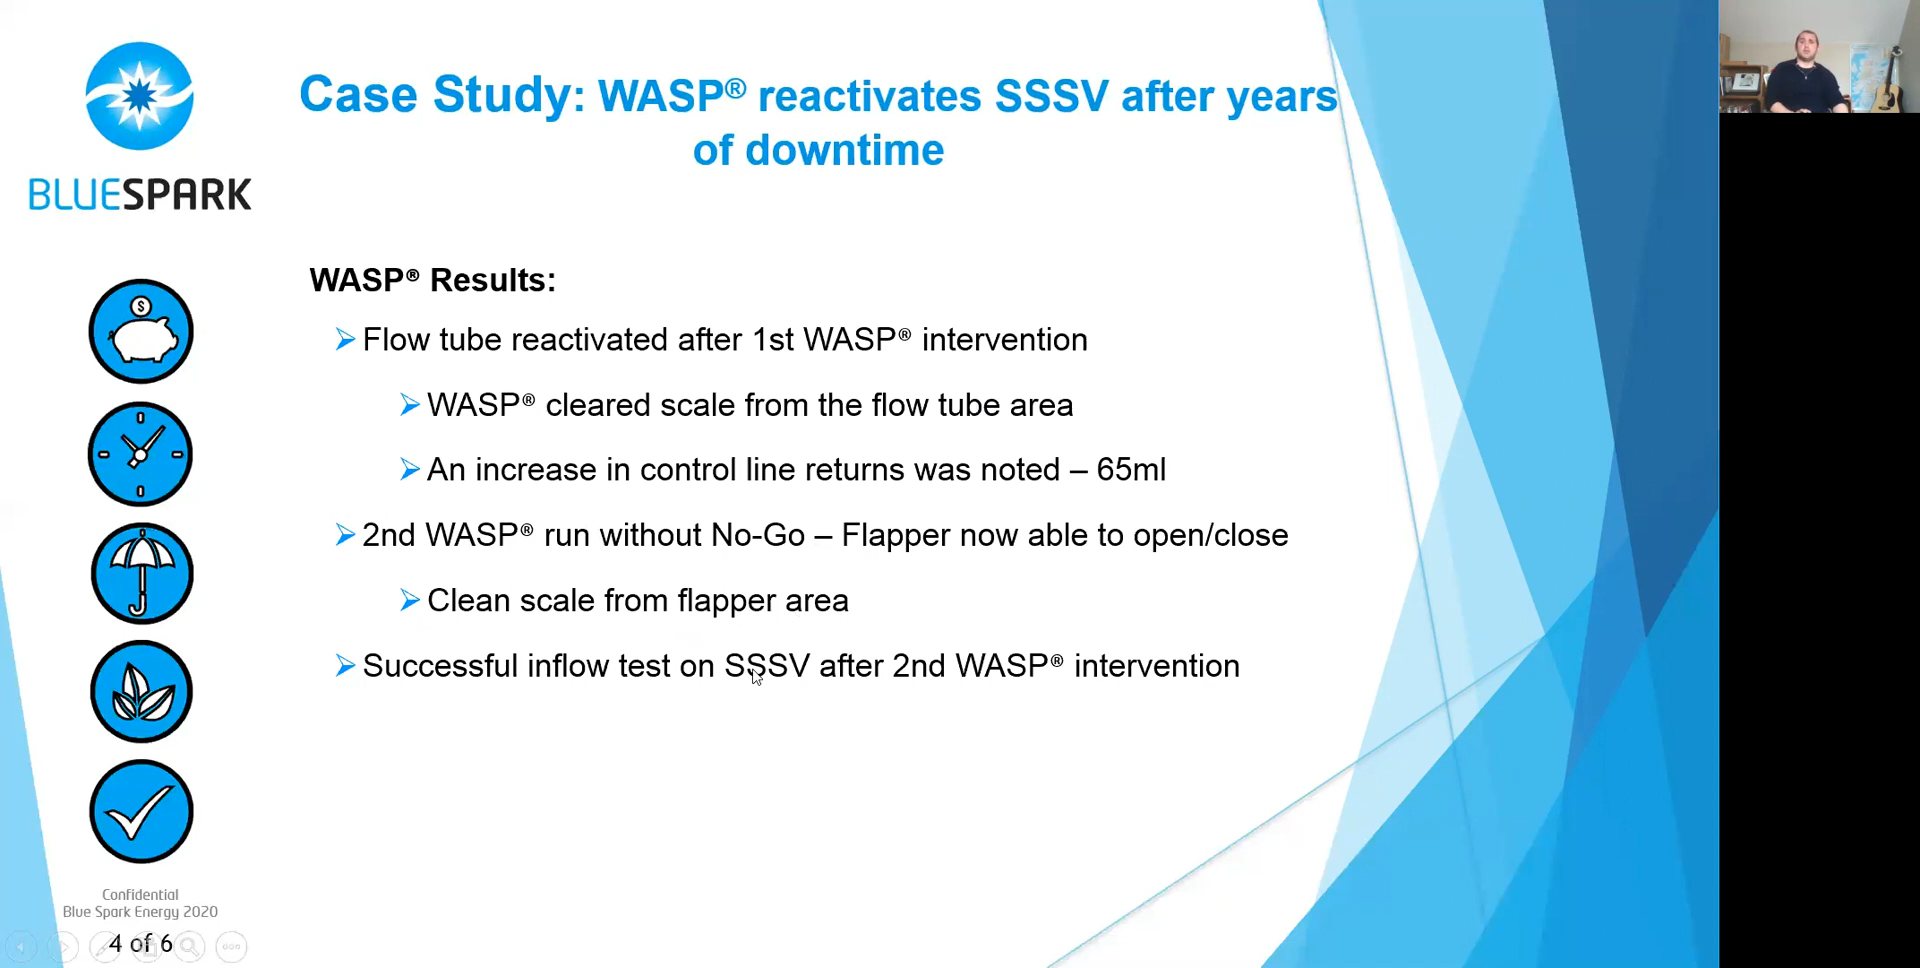 BLUESPARK
Case Study: WASP® reactivates SSSV after years
of downtime
WASP® Results:
Flow tube reactivated after 1st WASP® intervention
WASP® cleared scale from the flow tube area
An increase in control line returns was noted – 65ml
2nd WASP® run without No-Go – Flapper now able to open/close
Clean scale from flapper area
Successful inflow test on SSSV after 2nd WASP® intervention
$
Confidential
Blue Spark Energy 2020
4 of 6